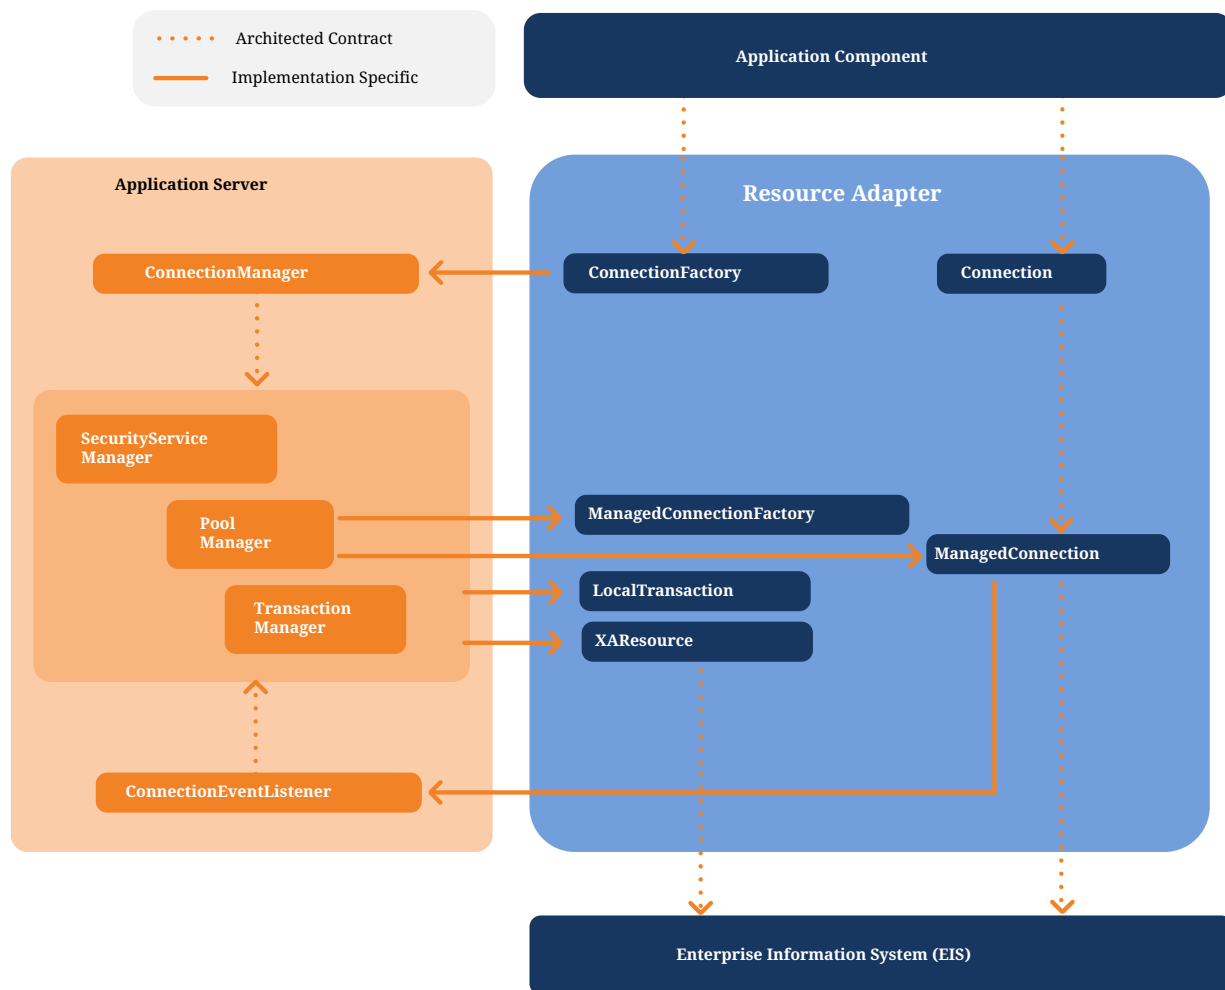 Architected Contract
Implementation Specific
Application Component
Application Server
Resource Adapter
ConnectionManager
ConnectionFactory
Connection
SecurityService
Manager
Pool
Manager
ManagedConnectionFactory
ManagedConnection
Transaction
Manager
LocalTransaction
XAResource
ConnectionEventListener
Enterprise Information System (EIS)